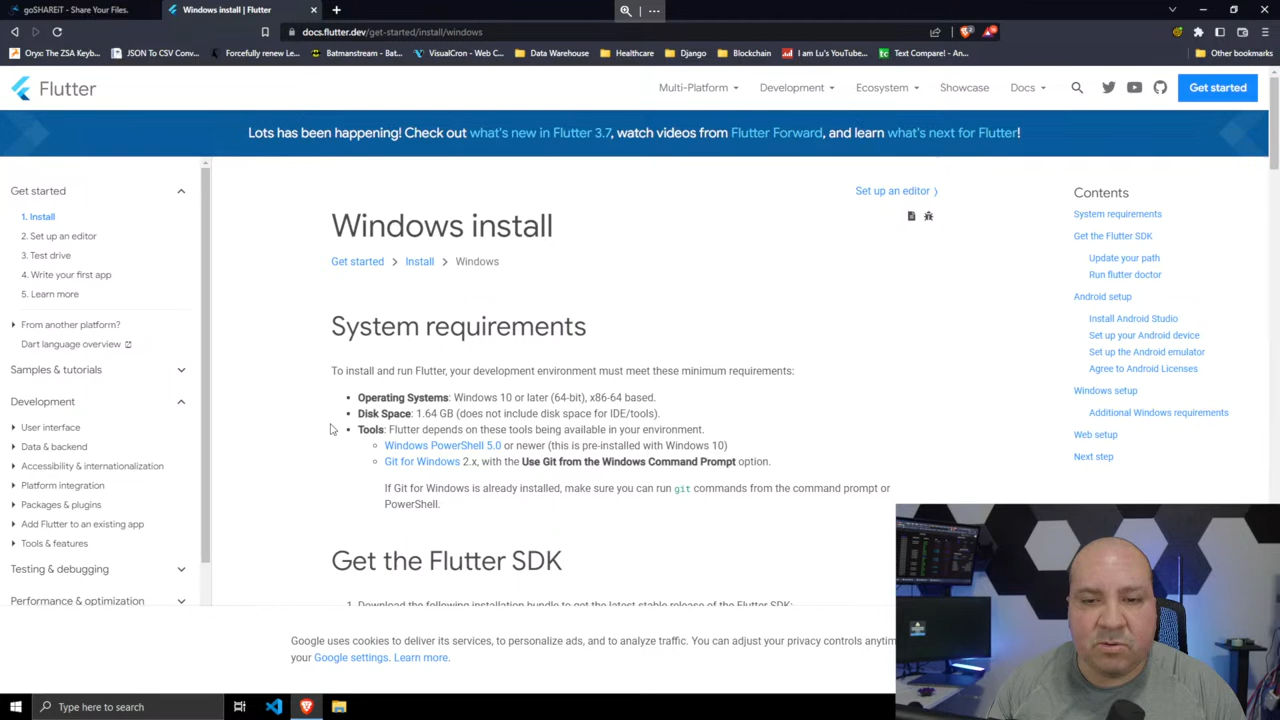 goSHAREiT - Share Your Files.
Windows install | Flutter
docs.flutter.dev/get-started/install/windows
Oryx: The ZSA Keyb...
JSON To CSV Conv...
Forcefully renew Le...
Batmanstream - Bat...
VisualCron - Web C...
Data Warehouse
Healthcare
Django
Blockchain
I am Lu's YouTube...
Text Compare! - An...
Other bookmarks
Flutter
Multi-Platform
Development
Ecosystem
Showcase
Docs
Get started
Lots has been happening! Check out what's new in Flutter 3.7, watch videos from Flutter Forward, and learn what's next for Flutter!
Get started
1. Install
2. Set up an editor
3. Test drive
4. Write your first app
5. Learn more
From another platform?
Dart language overview
Samples & tutorials
Development
User interface
Data & backend
Accessibility & internationalization
Platform integration
Packages & plugins
Add Flutter to an existing app
Tools & features
Testing & debugging
Performance & optimization
Set up an editor
Windows install
Get started
Install
Windows
System requirements
To install and run Flutter, your development environment must meet these minimum requirements:
Operating Systems: Windows 10 or later (64-bit), x86-64 based.
Disk Space: 1.64 GB (does not include disk space for IDE/tools).
Tools: Flutter depends on these tools being available in your environment.
Windows PowerShell 5.0 or newer (this is pre-installed with Windows 10)
Git for Windows 2.x, with the Use Git from the Windows Command Prompt option.
If Git for Windows is already installed, make sure you can run git commands from the command prompt or
PowerShell.
Get the Flutter SDK
1. Download the following installation bundle to get the latest stable release of the Flutter SDK:
Contents
System requirements
Get the Flutter SDK
Update your path
Run flutter doctor
Android setup
Install Android Studio
Set up your Android device
Set up the Android emulator
Agree to Android Licenses
Windows setup
Additional Windows requirements
Web setup
Next step
Google uses cookies to deliver its services, to personalize ads, and to analyze traffic. You can adjust your privacy controls anytim
your Google settings. Learn more.
Type here to search